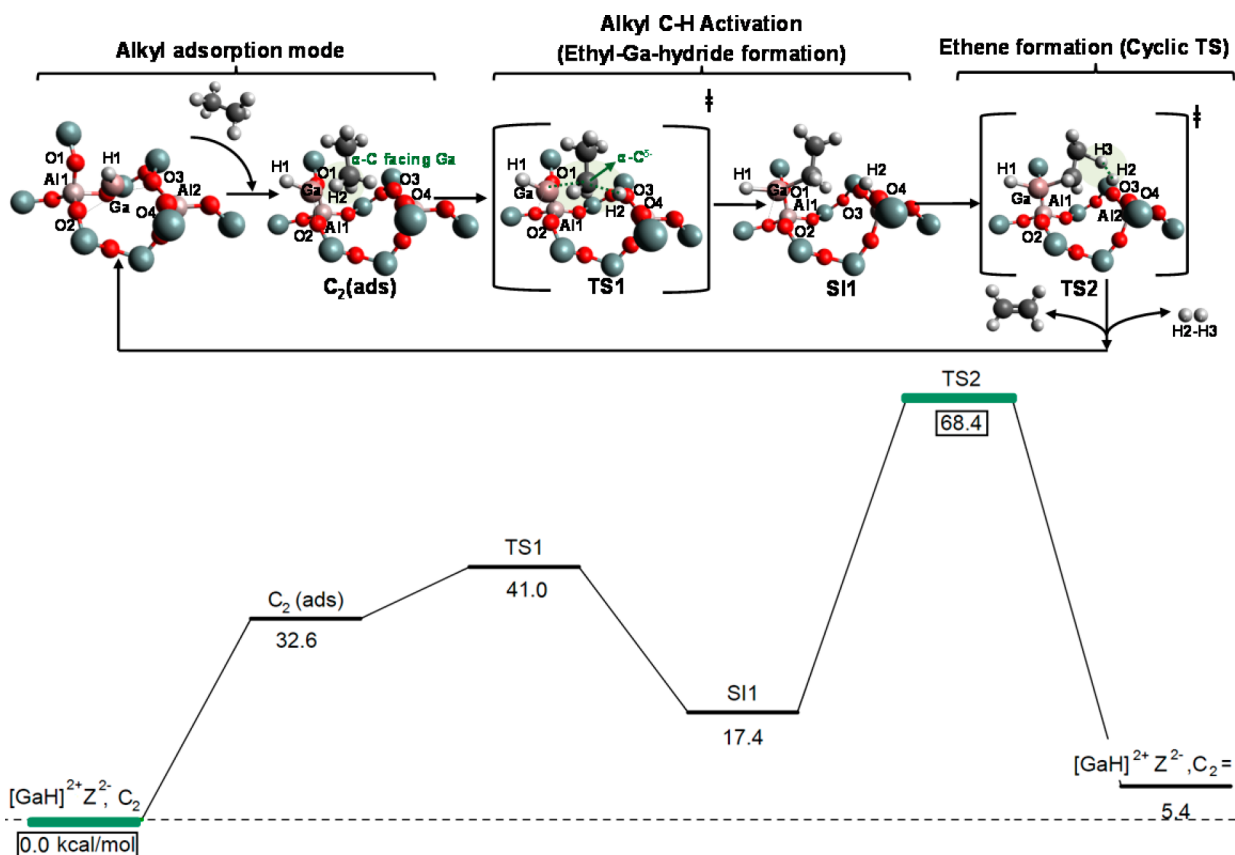 Alkyl adsorption mode
Alkyl C-H Activation
(Ethyl-Ga-hydride formation)
Ethene formation (Cyclic TS)
‡
‡
O1
H1
Al1
O3
Al2
Ga
O4
O2
α-C facing Ga
H1
O1
Ga
H2
O3
O4
O2
Al1
C₂(ads)
α-C^δ-
H1
O1
Ga
O3
H2
O4
O2
Al1
TS1
H1
Ga
O1
H2
O4
Al1
O3
O2
SI1
H3
H1
H2
O3
O4
Ga
Al1
Al2
O2
TS2
H2-H3
TS2
68.4
TS1
41.0
C₂ (ads)
32.6
SI1
17.4
[GaH]²⁺Z²⁻, C₂
0.0 kcal/mol
[GaH]²⁺ Z²⁻, C₂=
5.4